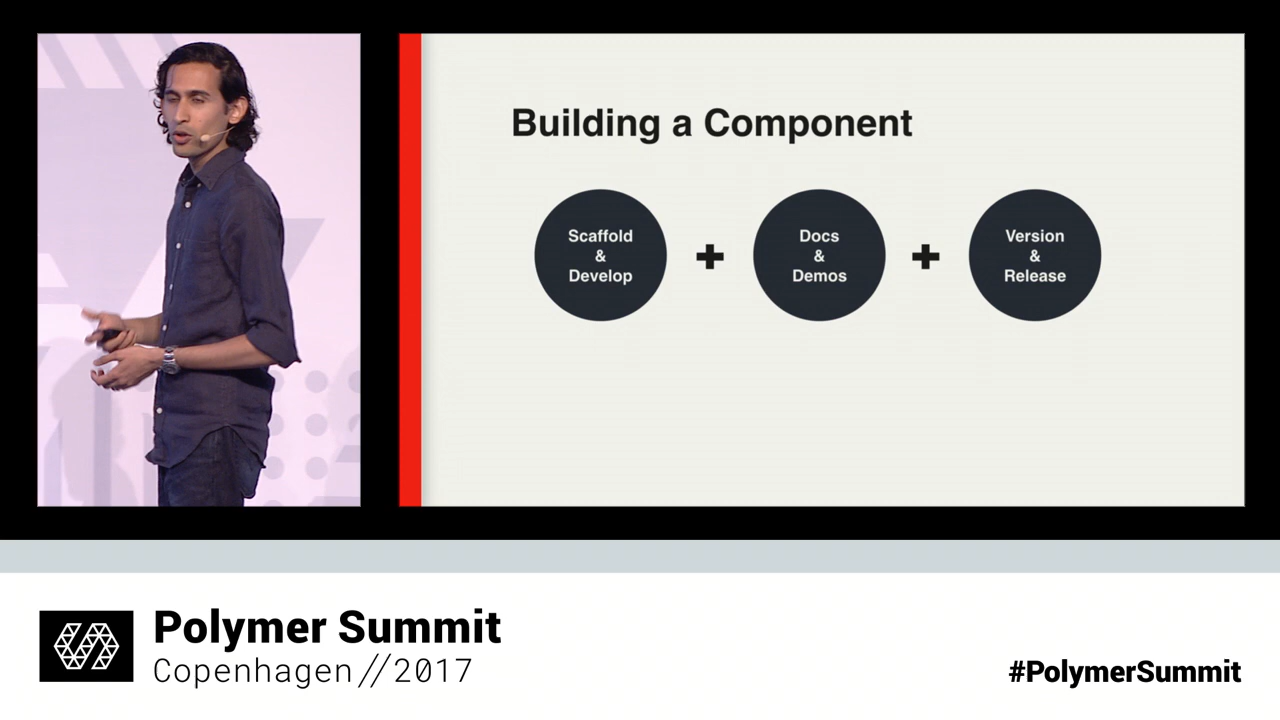 Building a Component
Scaffold
&
Develop
+
Docs
&
Demos
+
Version
&
Release
Polymer Summit
Copenhagen//2017
#PolymerSummit